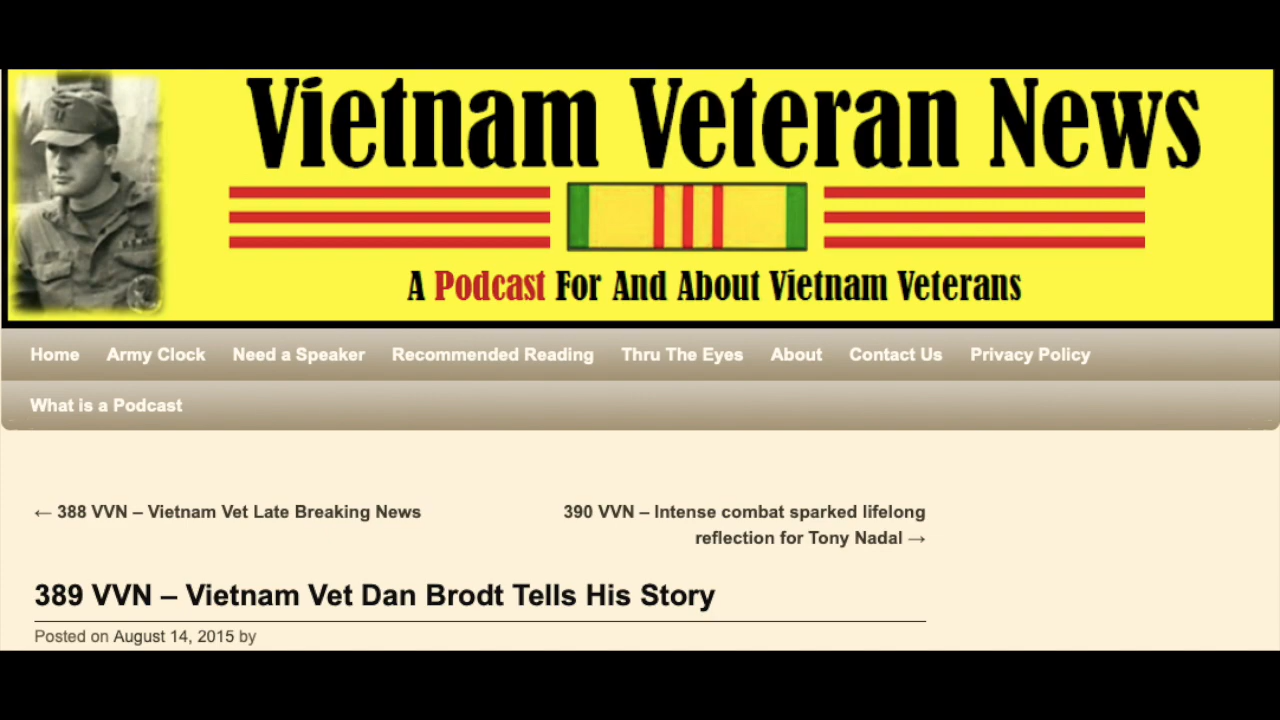 Vietnam Veteran News
A Podcast For And About Vietnam Veterans
Home Army Clock Need a Speaker Recommended Reading Thru The Eyes About Contact Us Privacy Policy
What is a Podcast
← 388 VVN – Vietnam Vet Late Breaking News
390 VVN – Intense combat sparked lifelong
reflection for Tony Nadal →
389 VVN – Vietnam Vet Dan Brodt Tells His Story
Posted on August 14, 2015 by